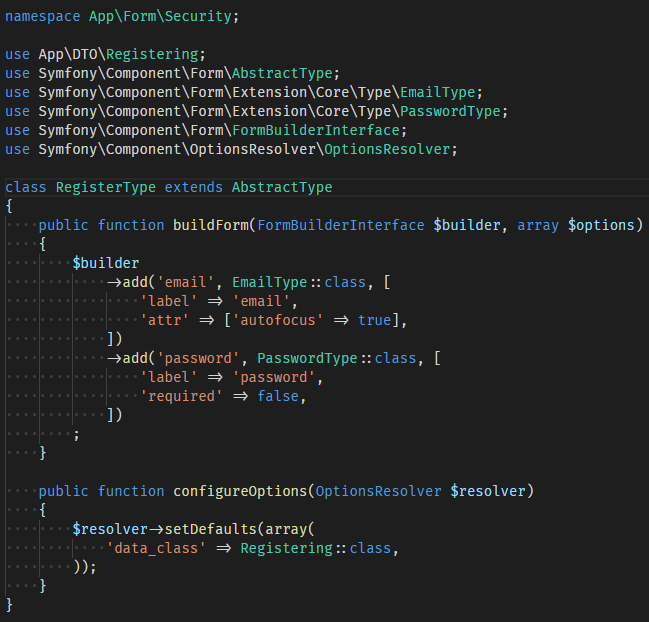 namespace App\Form\Security;

use App\DTO\Registering;
use Symfony\Component\Form\AbstractType;
use Symfony\Component\Form\Extension\Core\Type\EmailType;
use Symfony\Component\Form\Extension\Core\Type\PasswordType;
use Symfony\Component\Form\FormBuilderInterface;
use Symfony\Component\OptionsResolver\OptionsResolver;

class RegisterType extends AbstractType
{
    public function buildForm(FormBuilderInterface $builder, array $options)
    {
        $builder
            ->add('email', EmailType::class, [
                'label' => 'email',
                'attr' => ['autofocus' => true],
            ])
            ->add('password', PasswordType::class, [
                'label' => 'password',
                'required' => false,
            ])
        ;
    }

    public function configureOptions(OptionsResolver $resolver)
    {
        $resolver->setDefaults(array(
            'data_class' => Registering::class,
        ));
    }
}